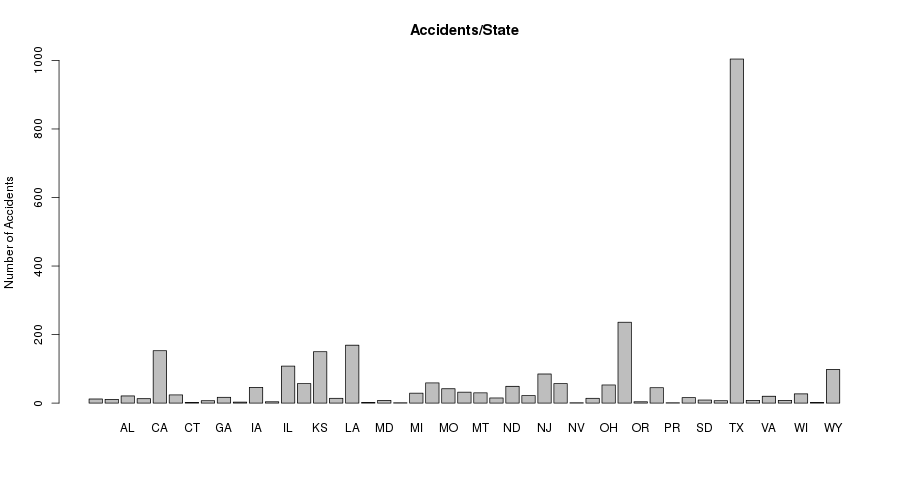 Accidents/State
Number of Accidents
1000
800
600
400
200
0
AL CA CT GA IA IL KS LA MD MI MO MT ND NJ NV OH OR PR SD TX VA WI WY